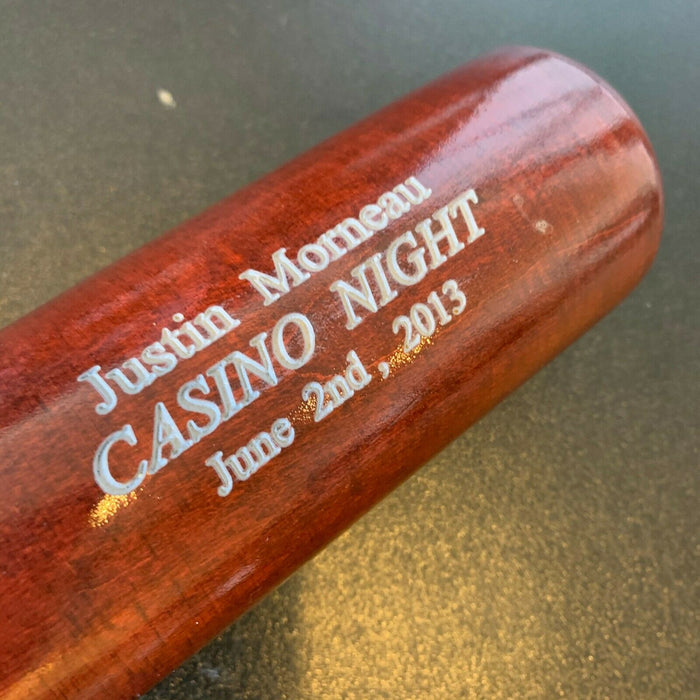 Justin Morneau
CASINO NIGHT
June 2nd, 2013